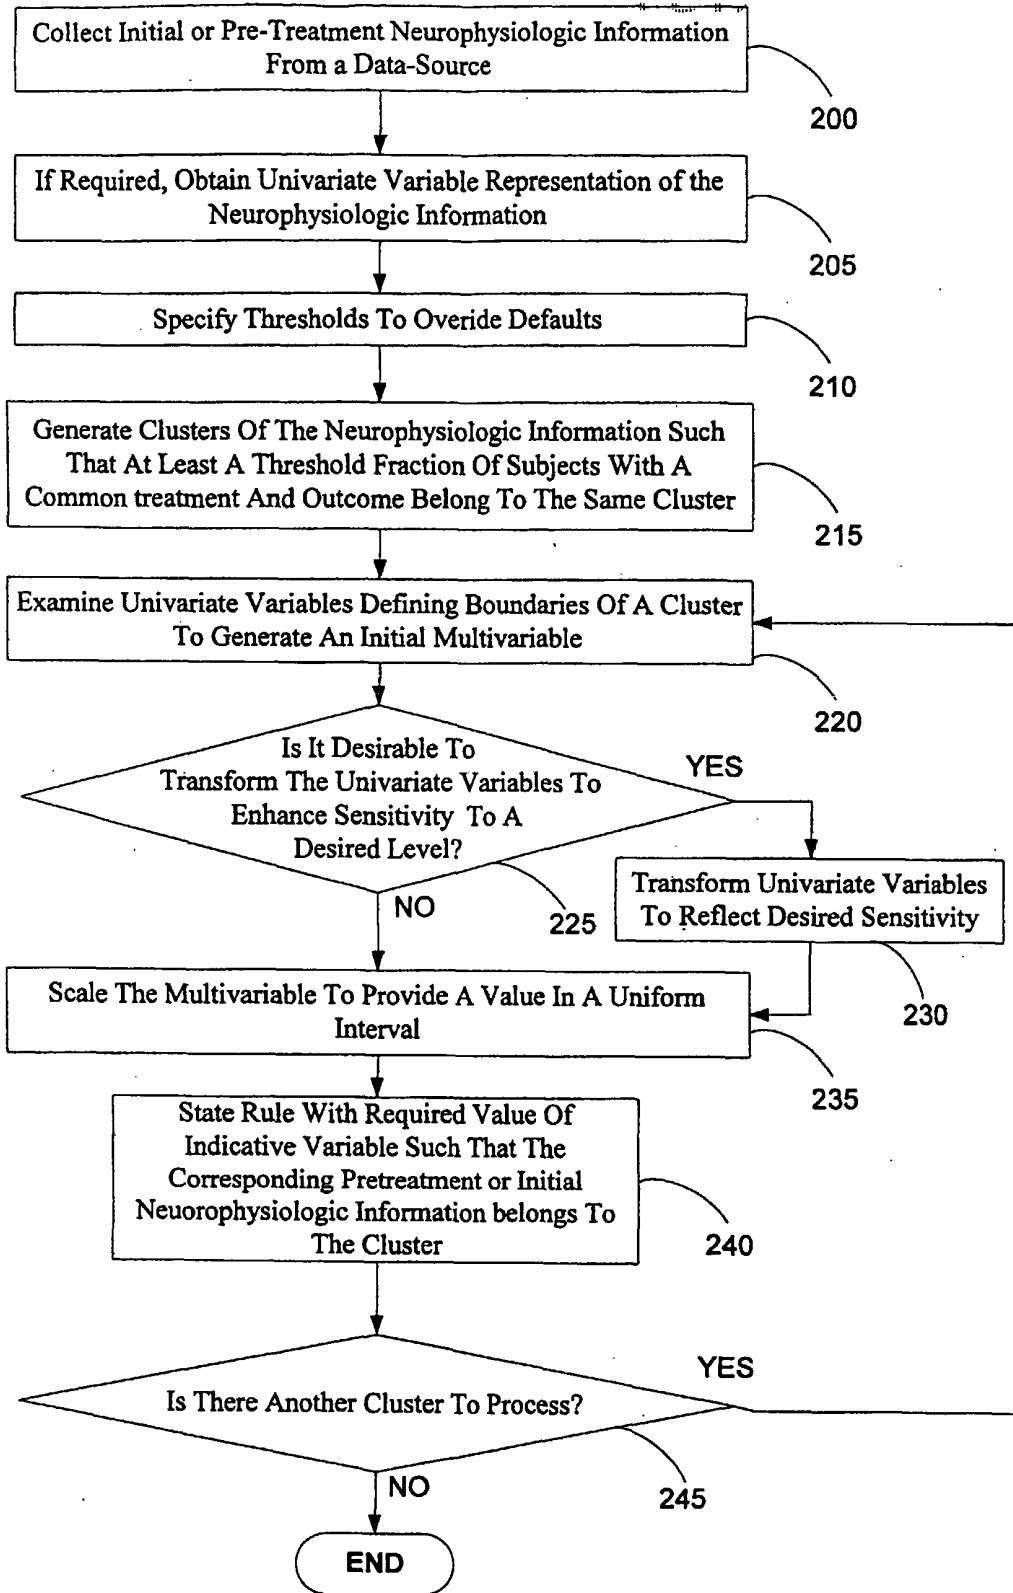 Collect Initial or Pre-Treatment Neurophysiologic Information
From a Data-Source
200
If Required, Obtain Univariate Variable Representation of the
Neurophysiologic Information
205
Specify Thresholds To Overide Defaults
210
Generate Clusters Of The Neurophysiologic Information Such
That At Least A Threshold Fraction Of Subjects With A
Common treatment And Outcome Belong To The Same Cluster
215
Examine Univariate Variables Defining Boundaries Of A Cluster
To Generate An Initial Multivariable
220
Is It Desirable To
Transform The Univariate Variables To
Enhance Sensitivity To A
Desired Level?
YES
225
NO
Transform Univariate Variables
To Reflect Desired Sensitivity
230
Scale The Multivariable To Provide A Value In A Uniform
Interval
235
State Rule With Required Value Of
Indicative Variable Such That The
Corresponding Pretreatment or Initial
Neuorophysiologic Information belongs To
The Cluster
240
Is There Another Cluster To Process?
YES
245
NO
END